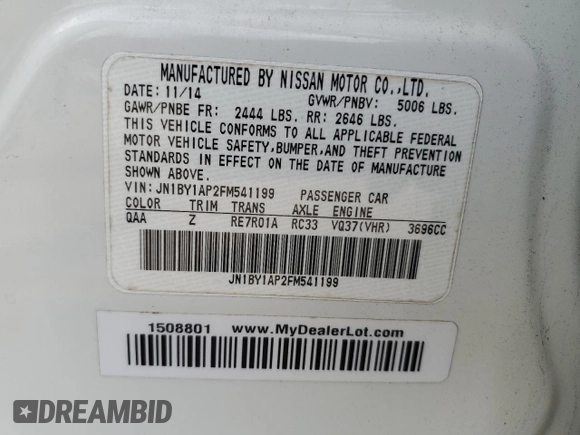 MANUFACTURED BY NISSAN MOTOR CO.,LTD.
DATE: 11/14 GVWR/PNBV: 5006 LBS.
GAWR/PNBE FR: 2444 LBS. RR: 2646 LBS.
THIS VEHICLE CONFORMS TO ALL APPLICABLE FEDERAL
MOTOR VEHICLE SAFETY,BUMPER,AND THEFT PREVENTION
STANDARDS IN EFFECT ON THE DATE OF MANUFACTURE
SHOWN ABOVE.
VIN: JN1BY1AP2FM541199 PASSENGER CAR
COLOR TRIM TRANS AXLE ENGINE
QAA Z RE7R01A RC33 VQ37(VHR) 3696CC
JN1BY1AP2FM541199
1508801 www.MyDealerLot.com
DREAMBID